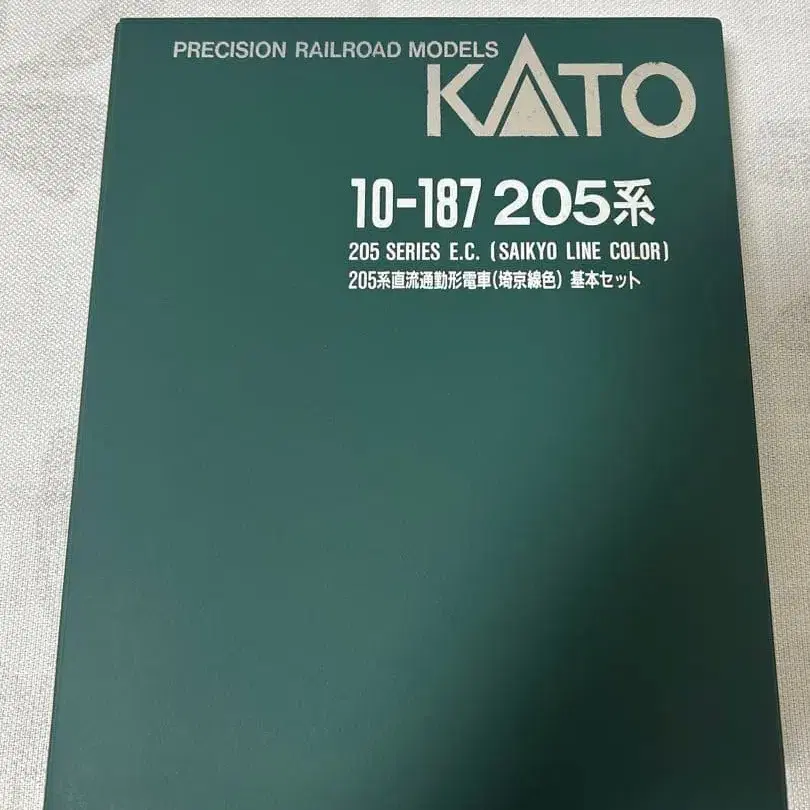 PRECISION RAILROAD MODELS
KATO
10-187 205系
205 SERIES E.C. (SAIKYO LINE COLOR)
205系直流通勤形電車(埼京線色) 基本セット